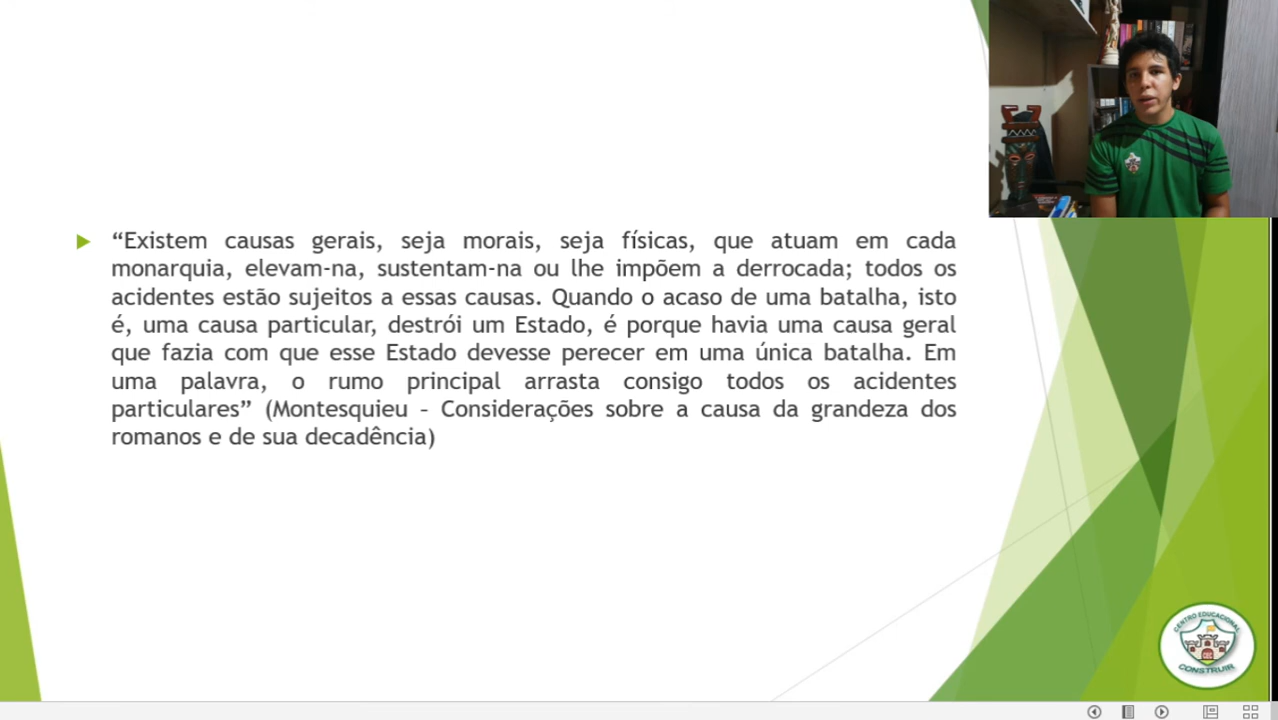 “Existem causas gerais, seja morais, seja físicas, que atuam em cada
monarquia, elevam-na, sustentam-na ou lhe impõem a derrocada; todos os
acidentes estão sujeitos a essas causas. Quando o acaso de uma batalha, isto
é, uma causa particular, destrói um Estado, é porque havia uma causa geral
que fazia com que esse Estado devesse perecer em uma única batalha. Em
uma palavra, o rumo principal arrasta consigo todos os acidentes
particulares” (Montesquieu – Considerações sobre a causa da grandeza dos
romanos e de sua decadência)
CENTRO EDUCACIONAL
CEC
CONSTRUIR